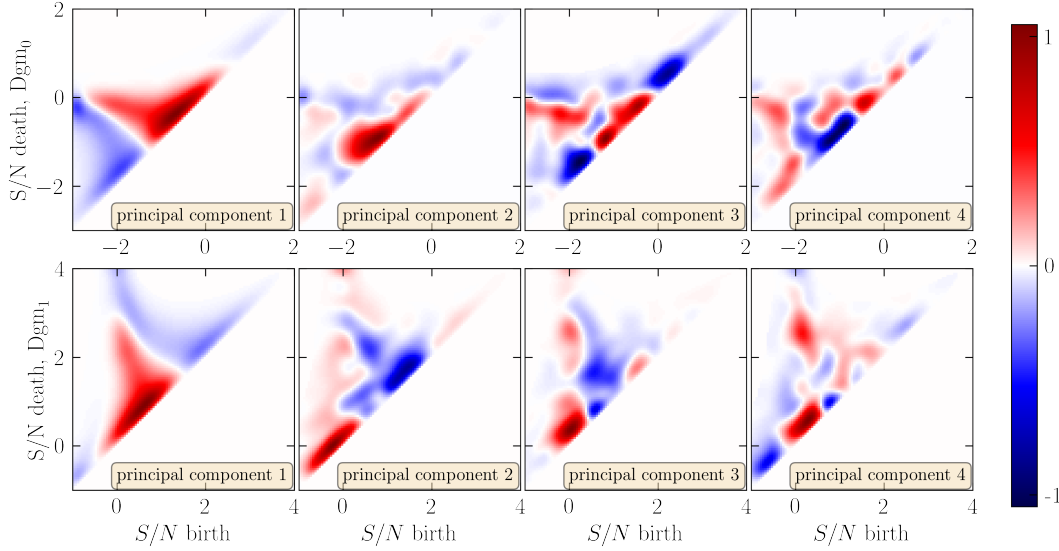 2
0
−2
S/N death, Dgm0
principal component 1
principal component 2
principal component 3
principal component 4
−2 0 2
−2 0 2
−2 0 2
−2 0 2
4
2
0
S/N death, Dgm1
principal component 1
principal component 2
principal component 3
principal component 4
0 2 4
0 2 4
0 2 4
0 2 4
S/N birth
S/N birth
S/N birth
S/N birth
1
0
-1